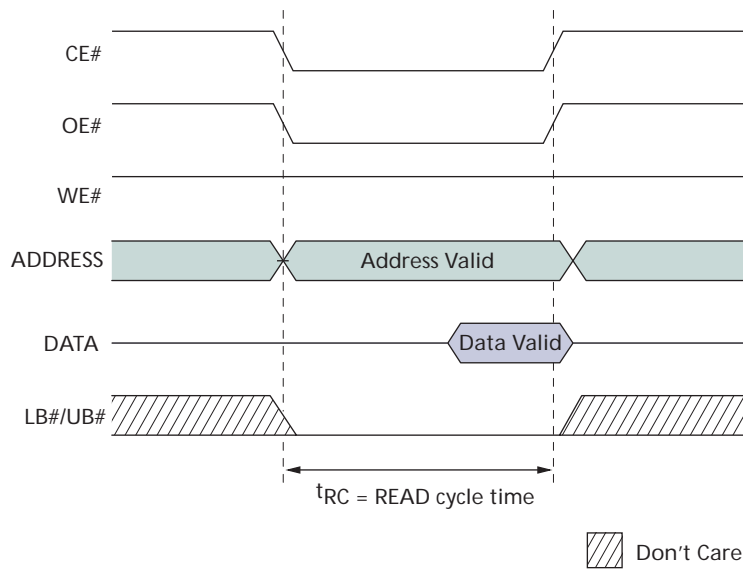 CE#
OE#
WE#
ADDRESS
Address Valid
DATA
Data Valid
LB#/UB#
tRC = READ cycle time
Don't Care